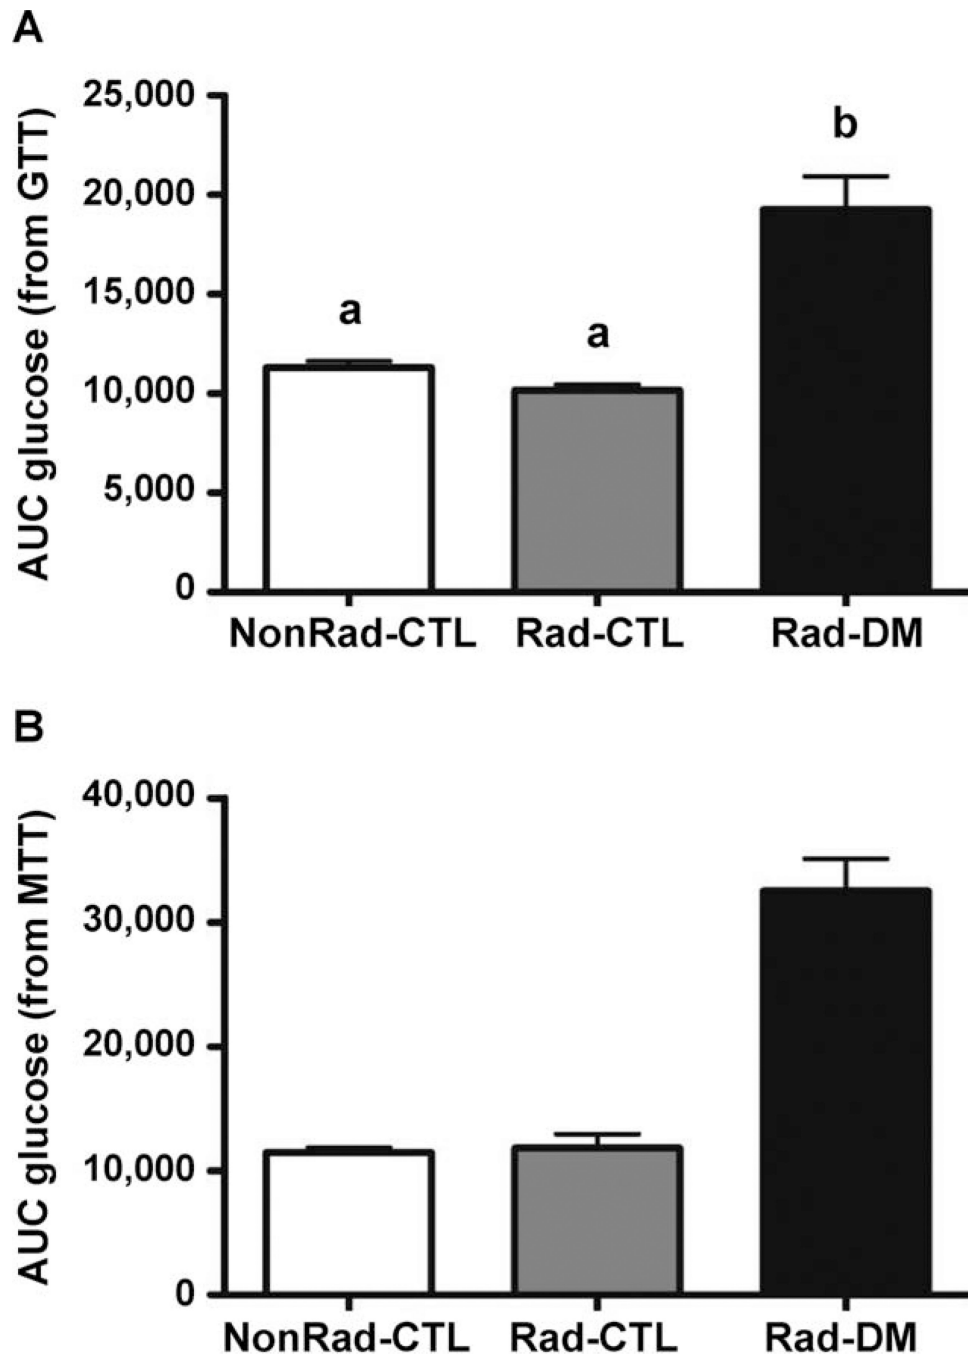 A
AUC glucose (from GTT)
25,000
20,000
15,000
10,000
5,000
0
a
a
b
NonRad-CTL
Rad-CTL
Rad-DM
B
AUC glucose (from MTT)
40,000
30,000
20,000
10,000
0
NonRad-CTL
Rad-CTL
Rad-DM